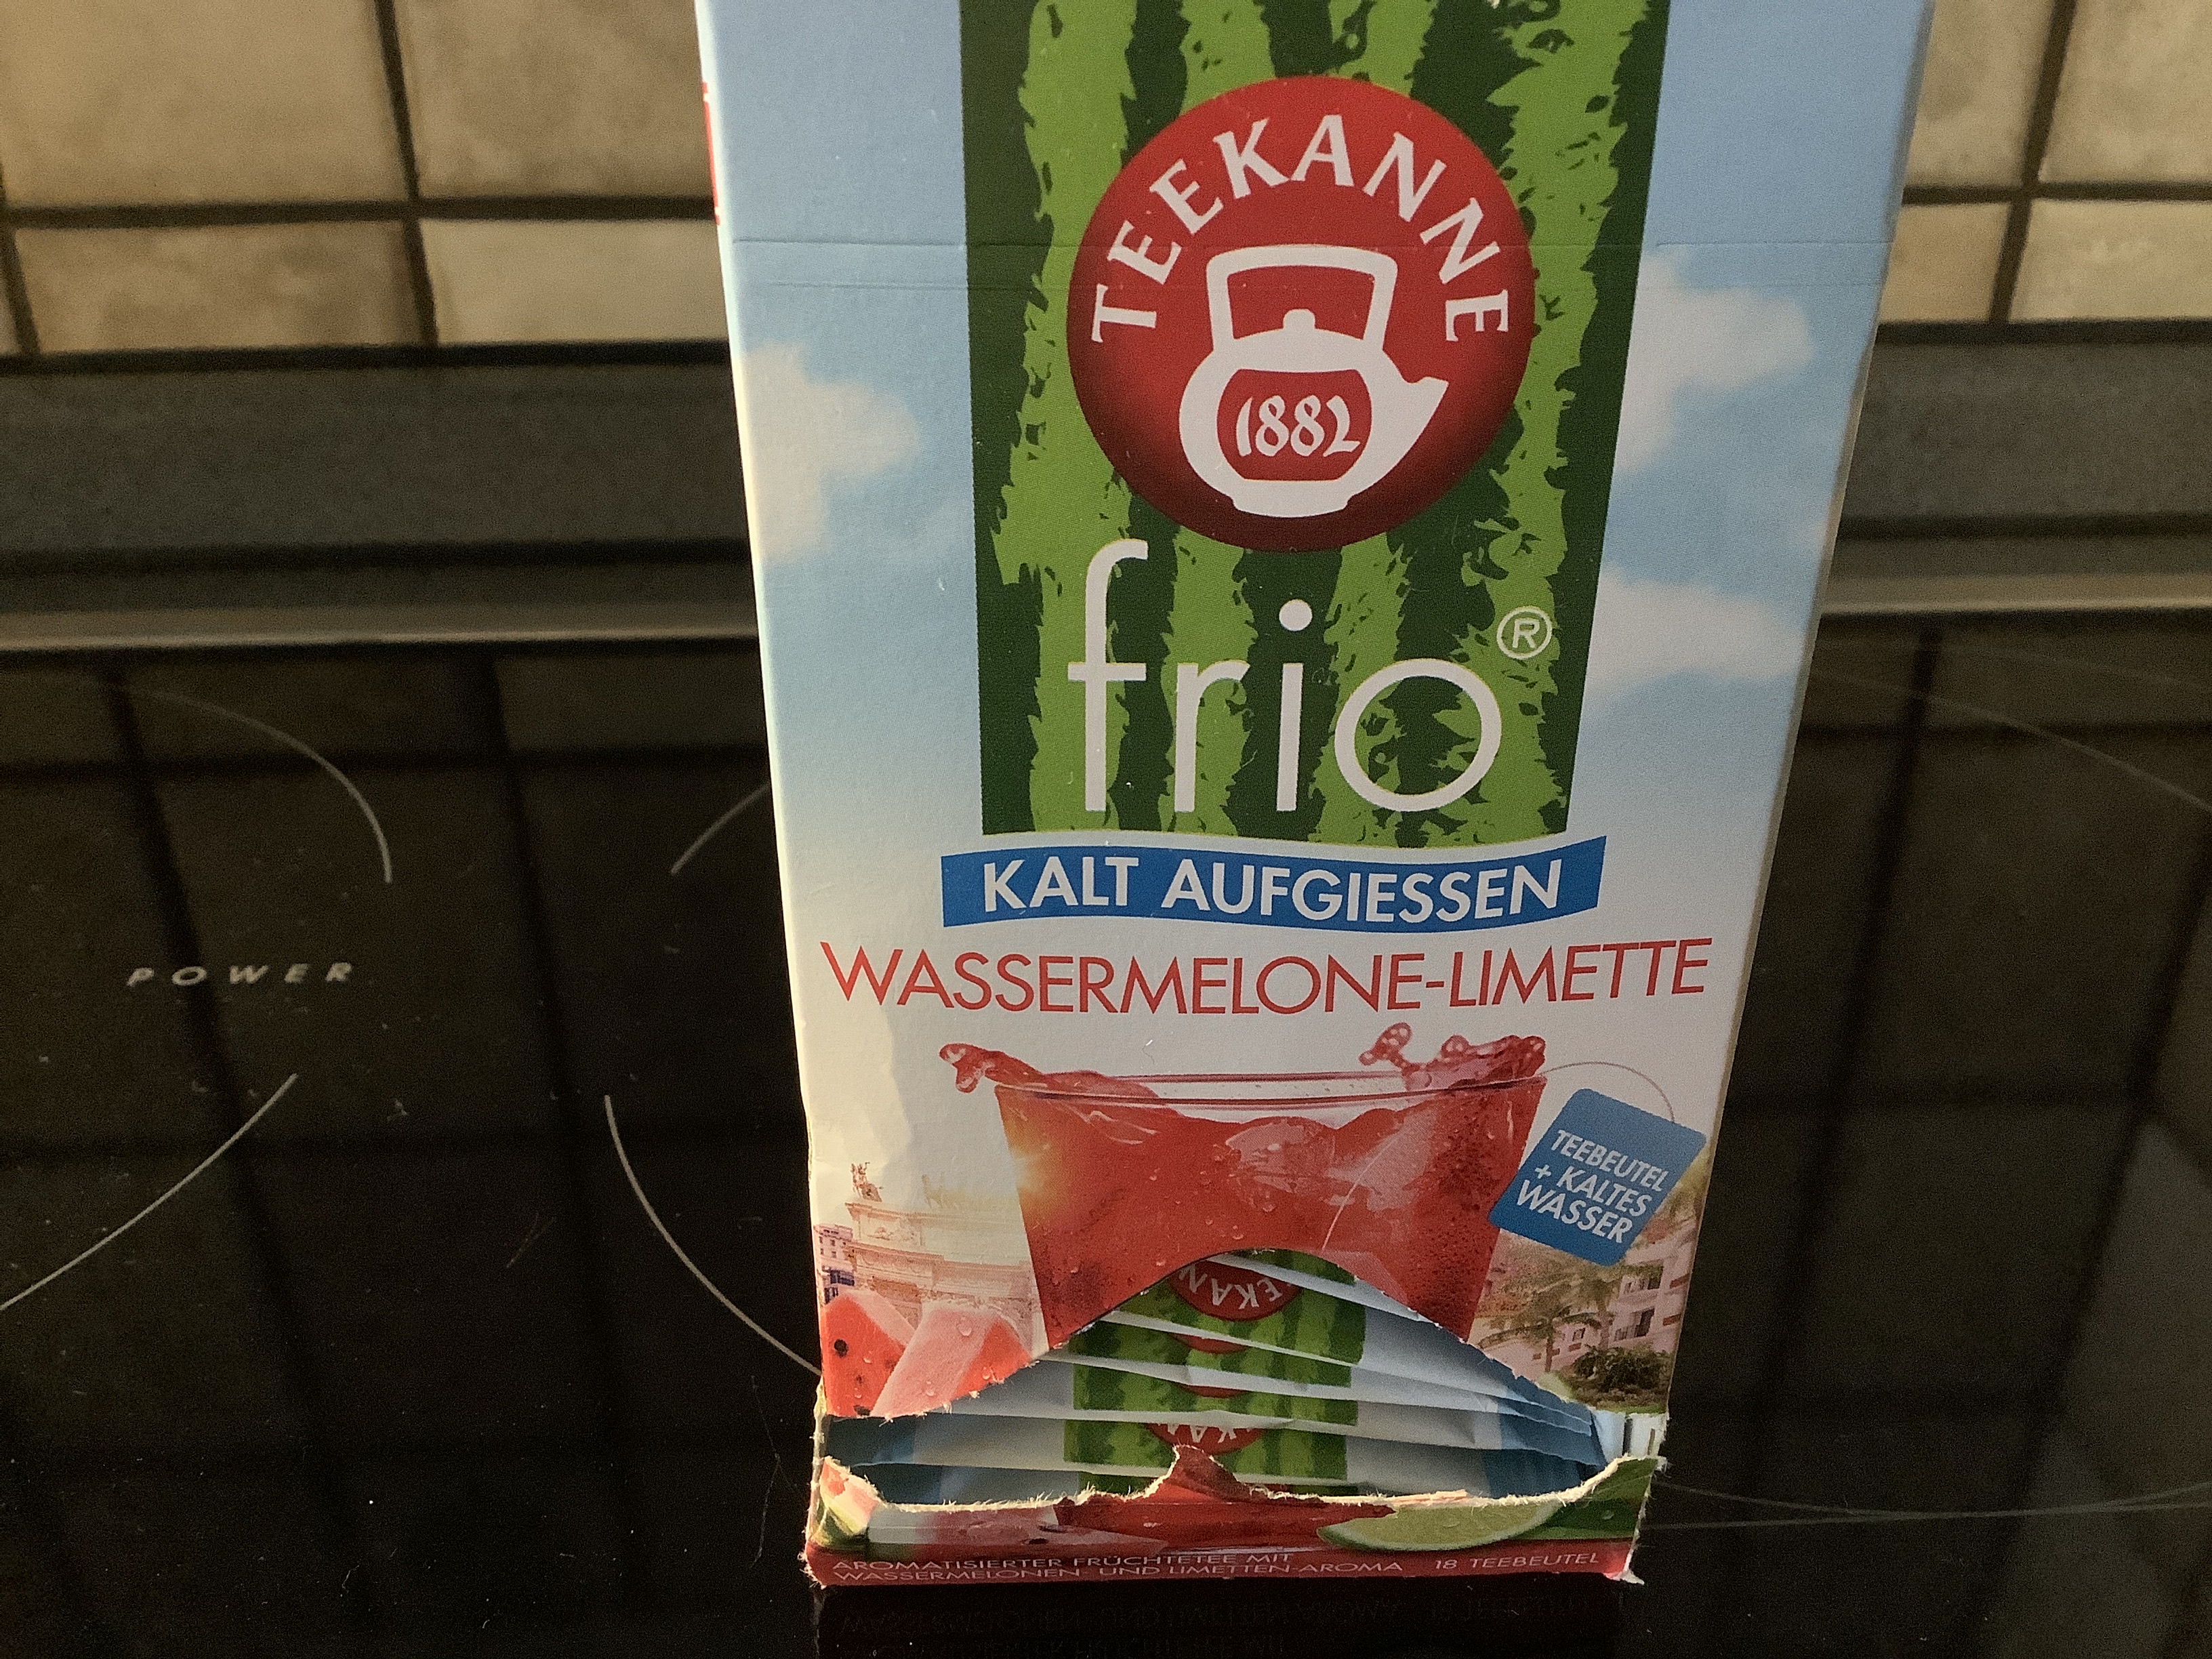 TEEKANNE
1882
frio®
KALT AUFGIESSEN
WASSERMELONE-LIMETTE
TEEBEUTEL
+ KALTES
WASSER
POWER
AROMATISIERTER FRÜCHTETEE MIT
WASSERMELONEN- UND LIMETTEN-AROMA
18 TEEBEUTEL